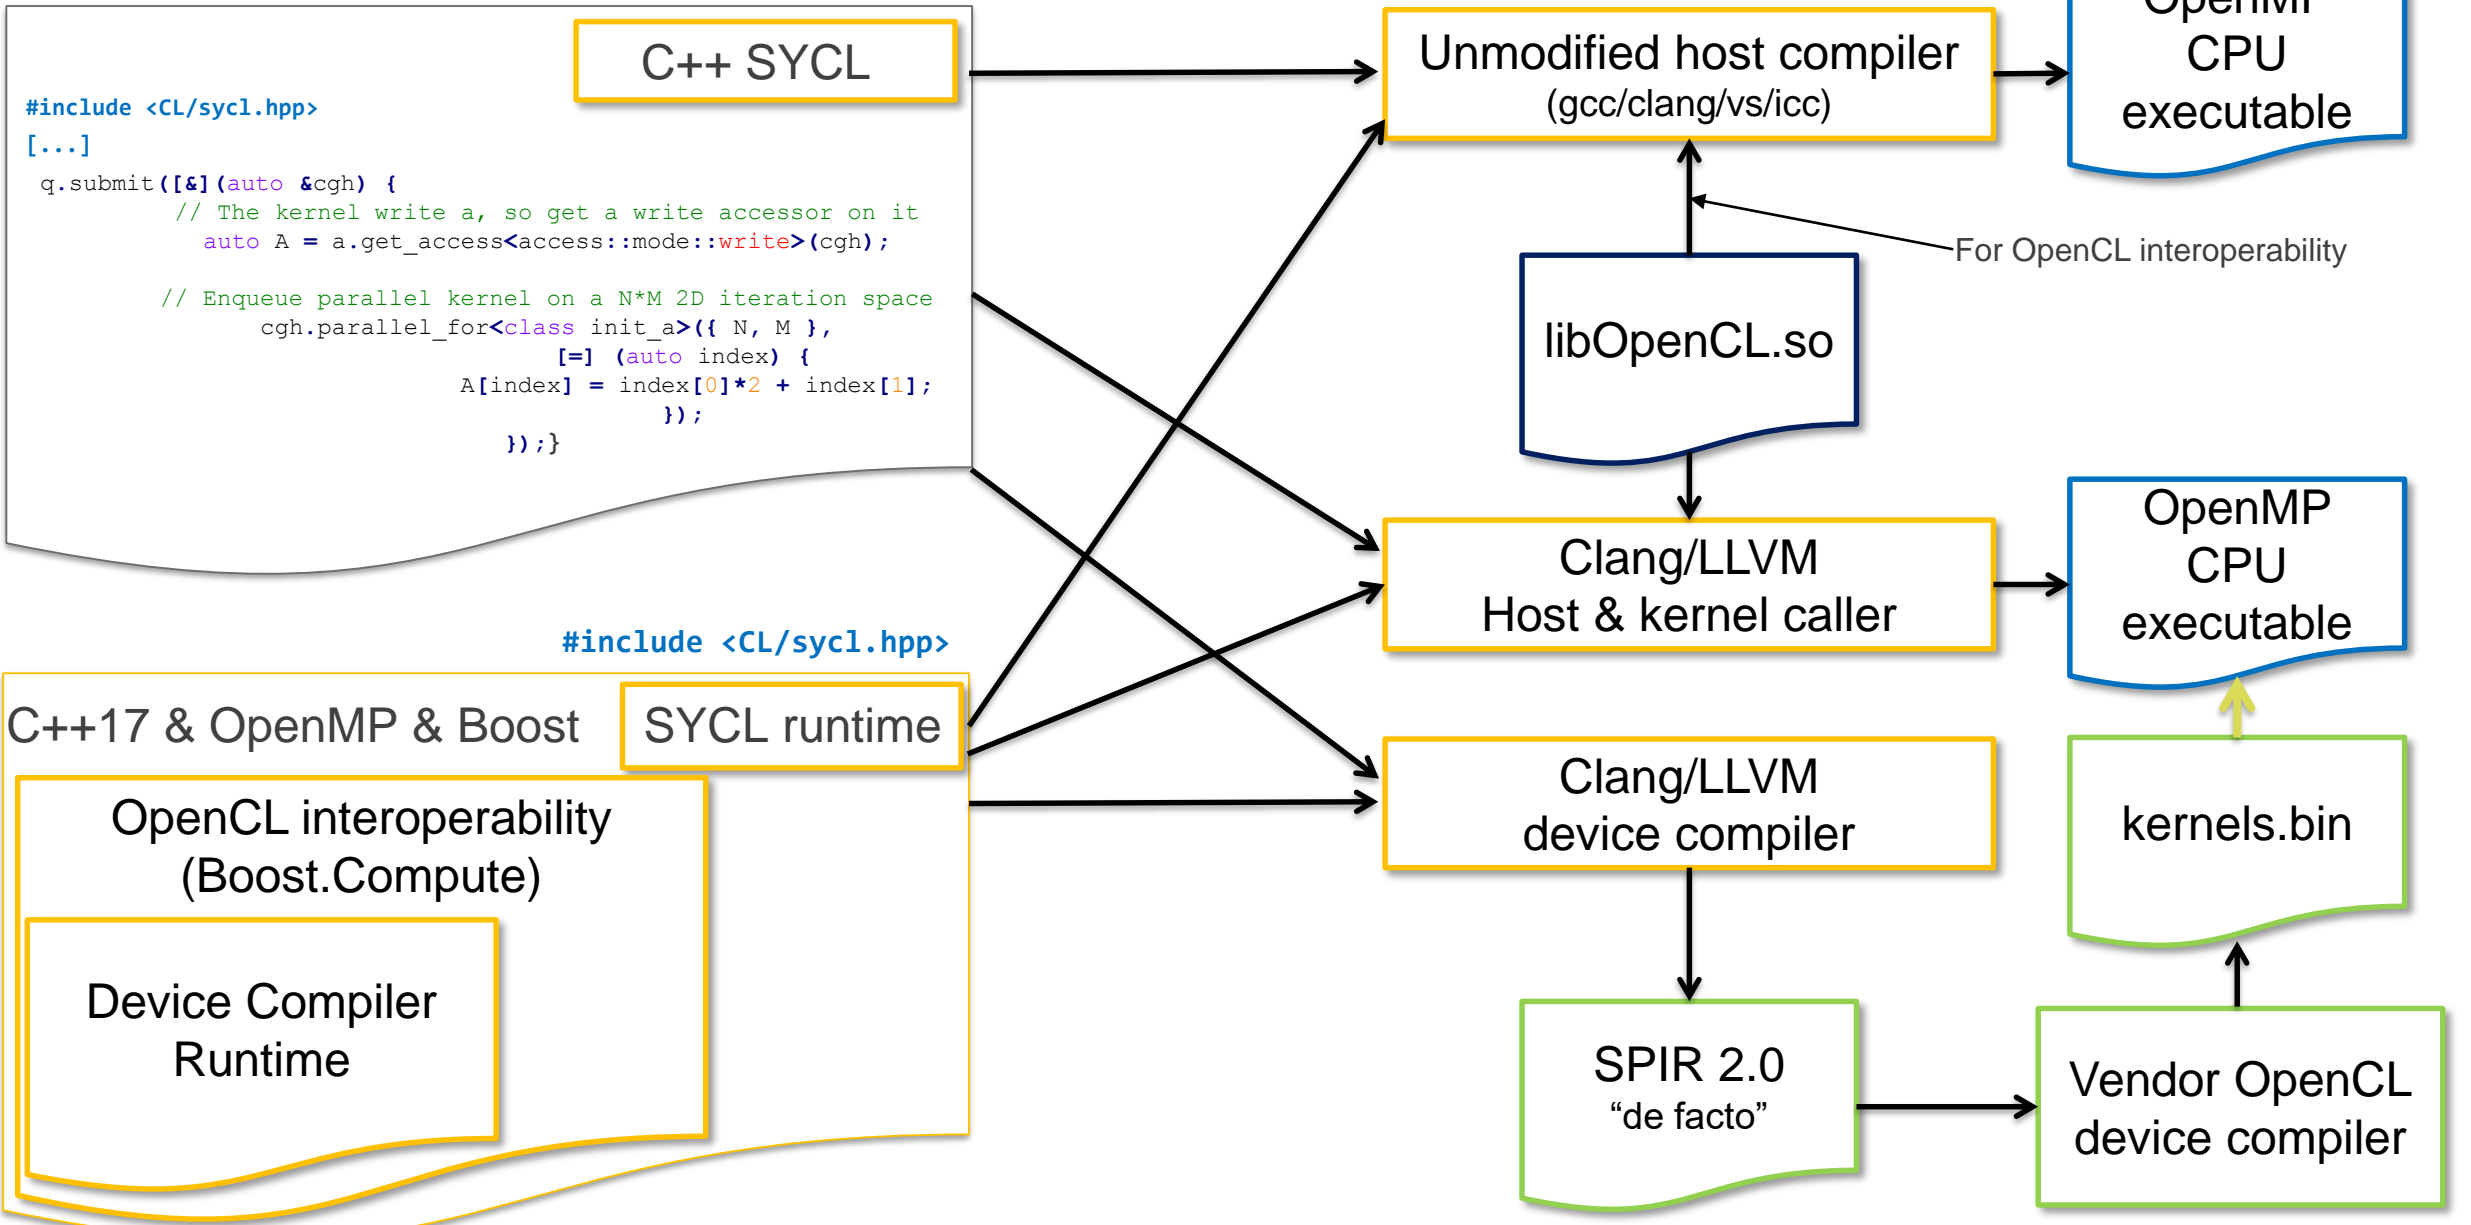 C++ SYCL
#include <CL/sycl.hpp>
[...]
q.submit([&](auto &cgh) {
// The kernel write a, so get a write accessor on it
auto A = a.get_access<access::mode::write>(cgh);
// Enqueue parallel kernel on a N*M 2D iteration space
cgh.parallel_for<class init_a>({ N, M },
[=] (auto index) {
A[index] = index[0]*2 + index[1];
});
});}
#include <CL/sycl.hpp>
C++17 & OpenMP & Boost
SYCL runtime
OpenCL interoperability
(Boost.Compute)
Device Compiler
Runtime
Unmodified host compiler
(gcc/clang/vs/icc)
OpenMP
CPU
executable
For OpenCL interoperability
libOpenCL.so
Clang/LLVM
Host & kernel caller
OpenMP
CPU
executable
Clang/LLVM
device compiler
kernels.bin
SPIR 2.0
“de facto”
Vendor OpenCL
device compiler